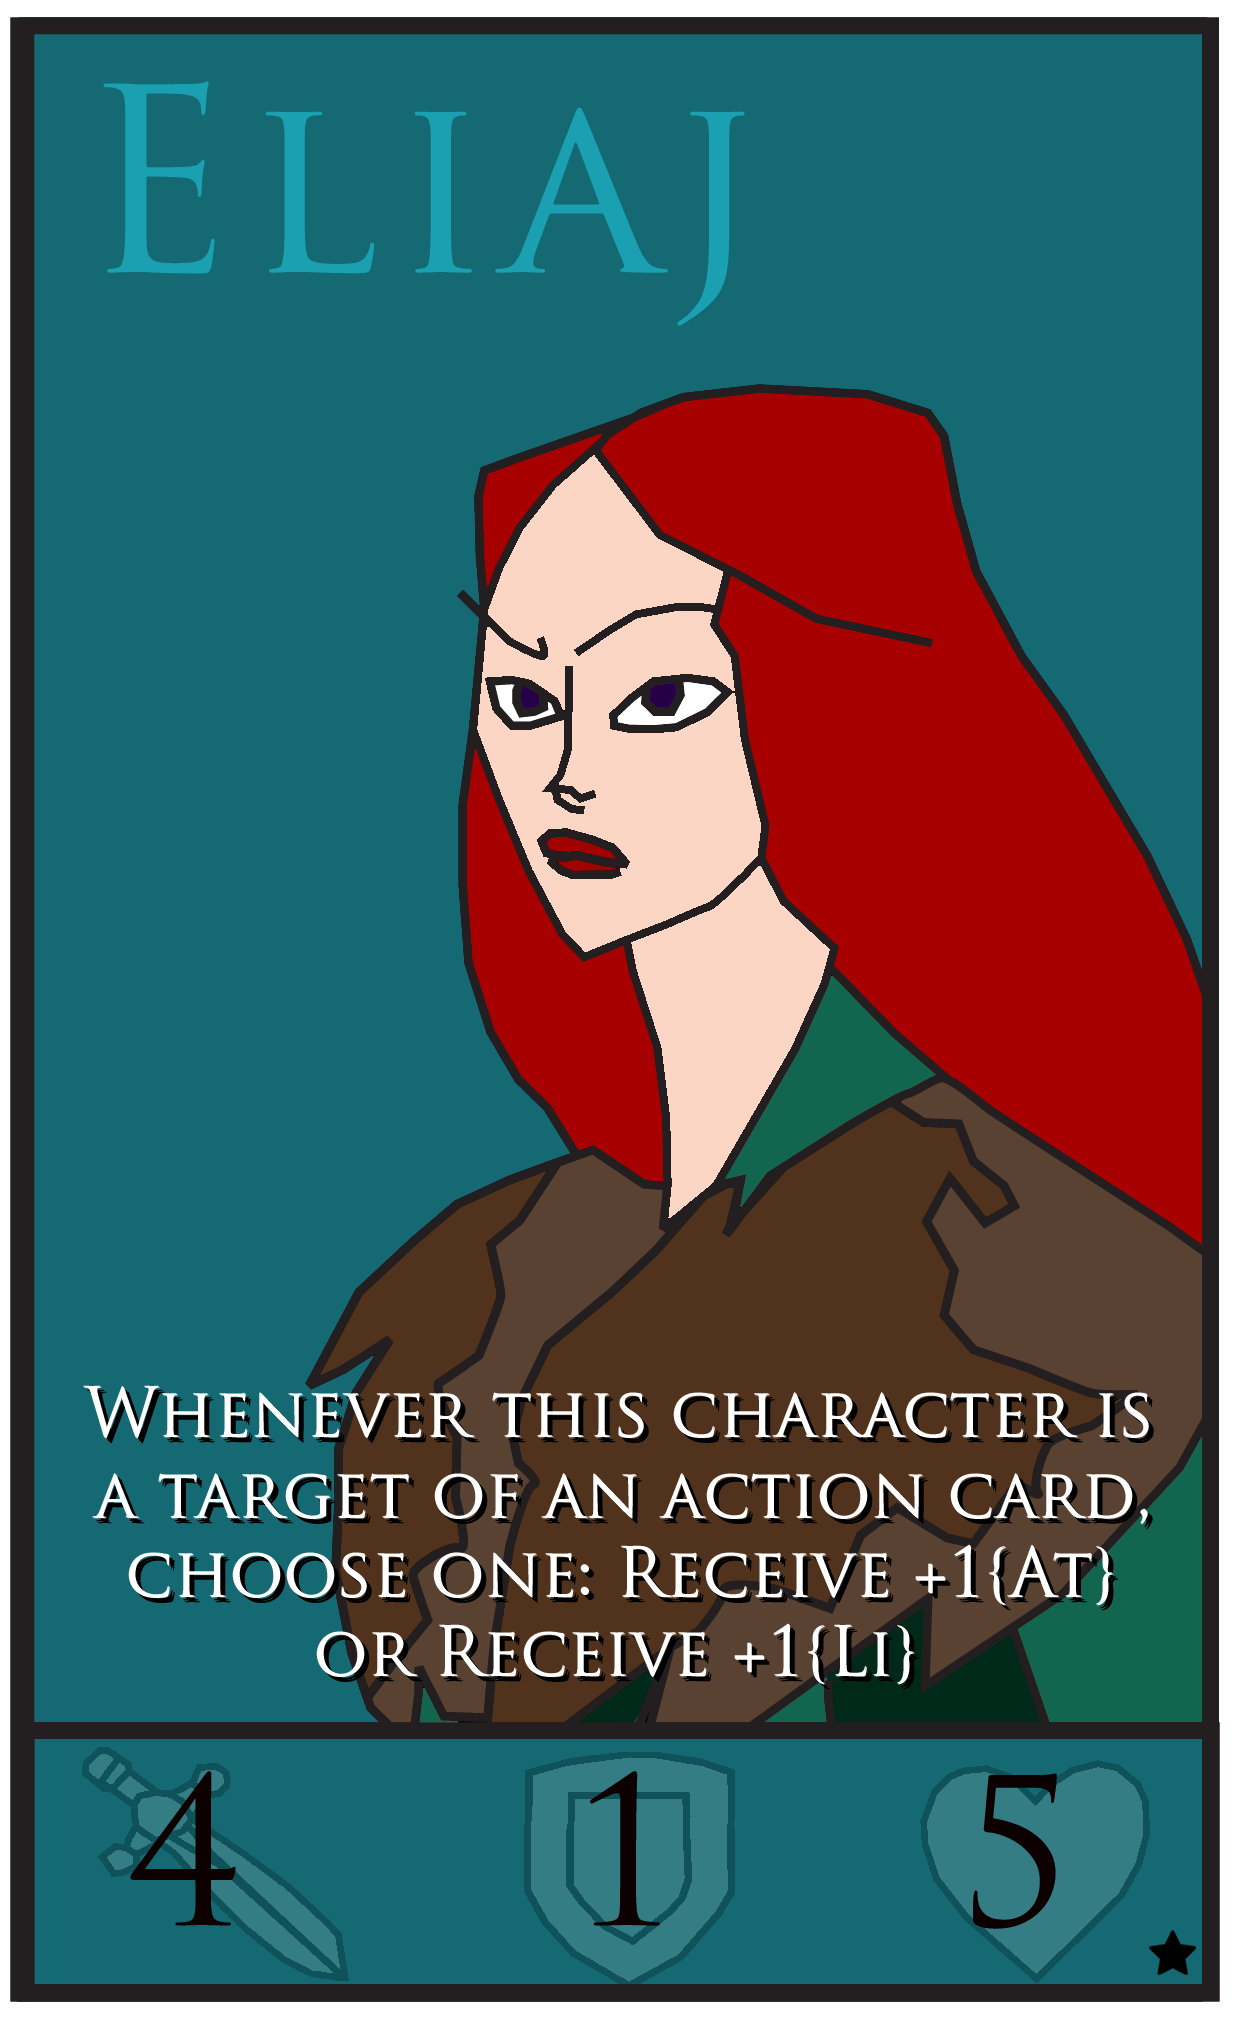 Eliaj
Whenever this character is
a target of an action card,
choose one: Receive +1{At}
or Receive +1{Li}
4 1 5